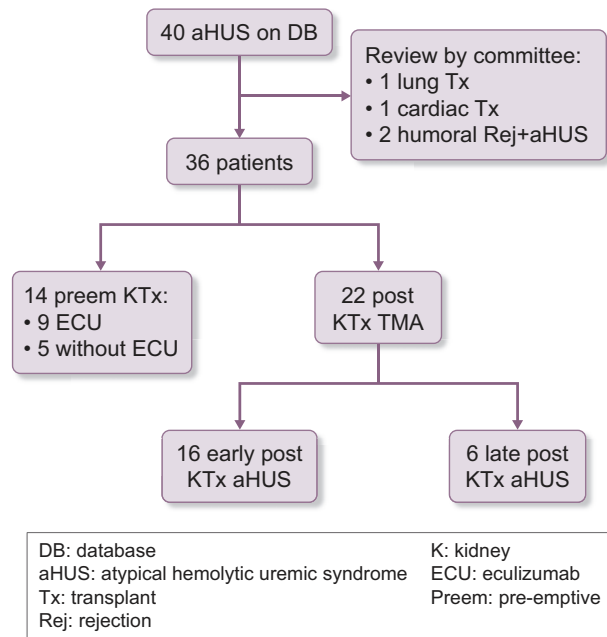 40 aHUS on DB
Review by committee:
• 1 lung Tx
• 1 cardiac Tx
• 2 humoral Rej+aHUS
36 patients
14 preem KTx:
• 9 ECU
• 5 without ECU
22 post
KTx TMA
16 early post
KTx aHUS
6 late post
KTx aHUS
DB: database
aHUS: atypical hemolytic uremic syndrome
Tx: transplant
Rej: rejection
K: kidney
ECU: eculizumab
Preem: pre-emptive